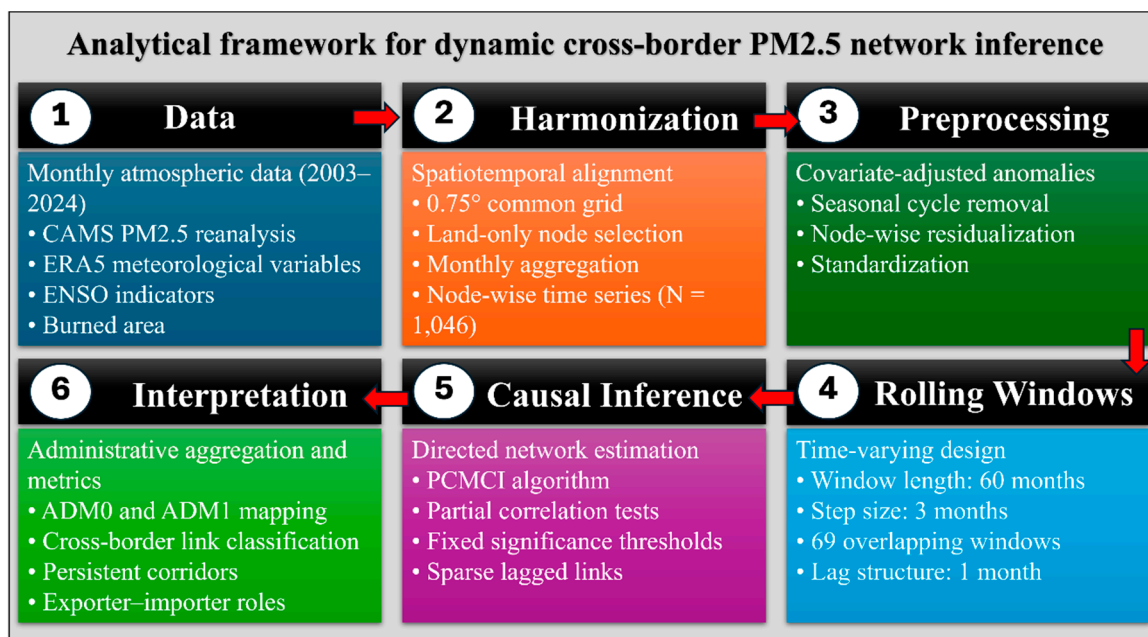 Analytical framework for dynamic cross-border PM2.5 network inference
1 Data
Monthly atmospheric data (2003–
2024)
• CAMS PM2.5 reanalysis
• ERA5 meteorological variables
• ENSO indicators
• Burned area
2 Harmonization
Spatiotemporal alignment
• 0.75° common grid
• Land-only node selection
• Monthly aggregation
• Node-wise time series (N =
1,046)
3 Preprocessing
Covariate-adjusted anomalies
• Seasonal cycle removal
• Node-wise residualization
• Standardization
4 Rolling Windows
Time-varying design
• Window length: 60 months
• Step size: 3 months
• 69 overlapping windows
• Lag structure: 1 month
5 Causal Inference
Directed network estimation
• PCMCI algorithm
• Partial correlation tests
• Fixed significance thresholds
• Sparse lagged links
6 Interpretation
Administrative aggregation and
metrics
• ADM0 and ADM1 mapping
• Cross-border link classification
• Persistent corridors
• Exporter–importer roles